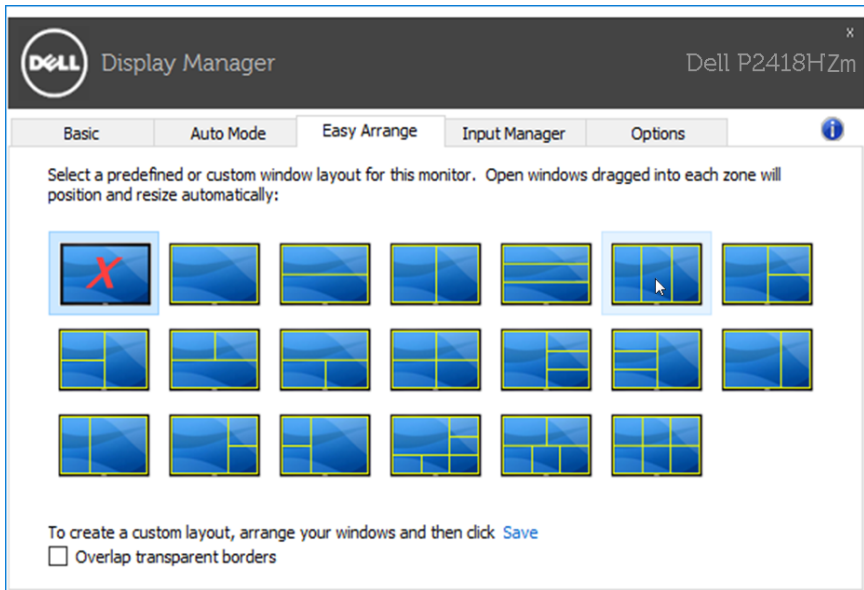 x
DELL Display Manager Dell P2418HZm
Basic Auto Mode Easy Arrange Input Manager Options i
Select a predefined or custom window layout for this monitor. Open windows dragged into each zone will
position and resize automatically:
X
To create a custom layout, arrange your windows and then click Save
Overlap transparent borders